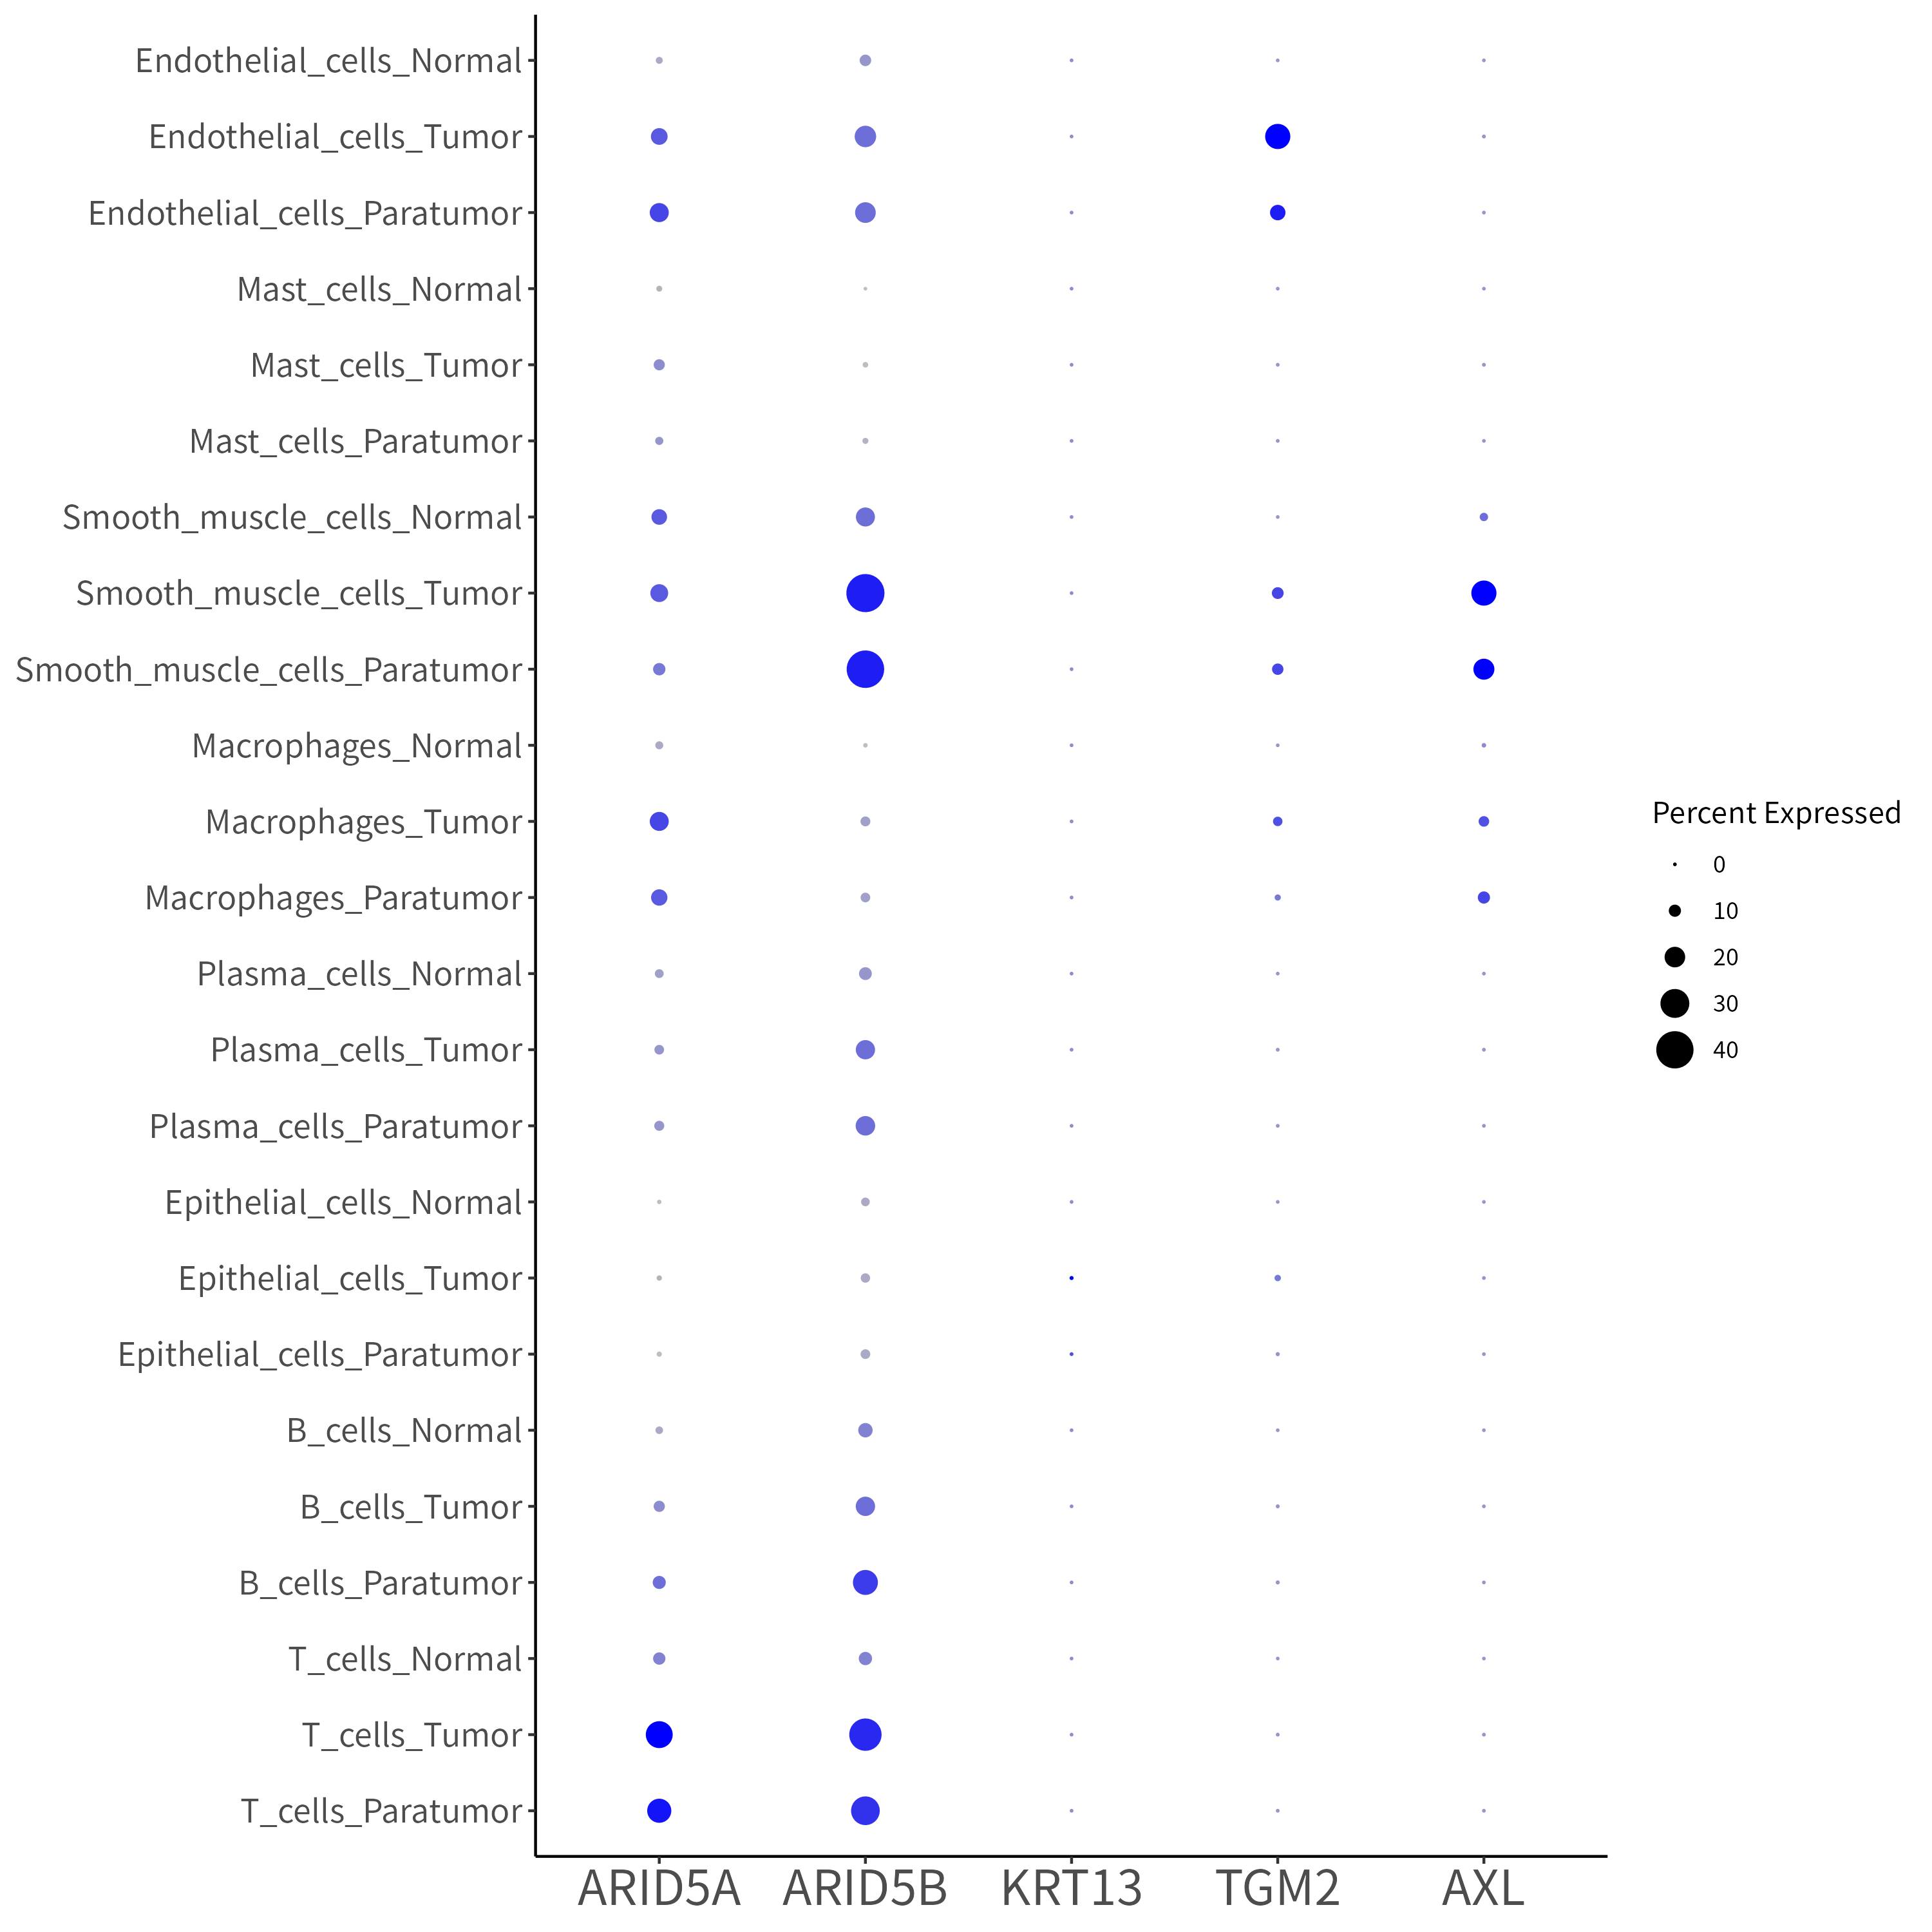 Endothelial_cells_Normal
Endothelial_cells_Tumor
Endothelial_cells_Paratumor
Mast_cells_Normal
Mast_cells_Tumor
Mast_cells_Paratumor
Smooth_muscle_cells_Normal
Smooth_muscle_cells_Tumor
Smooth_muscle_cells_Paratumor
Macrophages_Normal
Macrophages_Tumor
Macrophages_Paratumor
Plasma_cells_Normal
Plasma_cells_Tumor
Plasma_cells_Paratumor
Epithelial_cells_Normal
Epithelial_cells_Tumor
Epithelial_cells_Paratumor
B_cells_Normal
B_cells_Tumor
B_cells_Paratumor
T_cells_Normal
T_cells_Tumor
T_cells_Paratumor
ARID5A ARID5B KRT13 TGM2 AXL
Percent Expressed
0
10
20
30
40